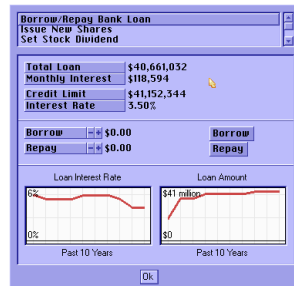 Borrow/Repay Bank Loan
Issue New Shares
Set Stock Dividend
Total Loan $40,661,032
Monthly Interest $118,594
Credit Limit $41,152,344
Interest Rate 3.50%
Borrow -+ $0.00 Borrow
Repay -+ $0.00 Repay
Loan Interest Rate Loan Amount
6% $41 million
0% $0
Past 10 Years Past 10 Years
Ok